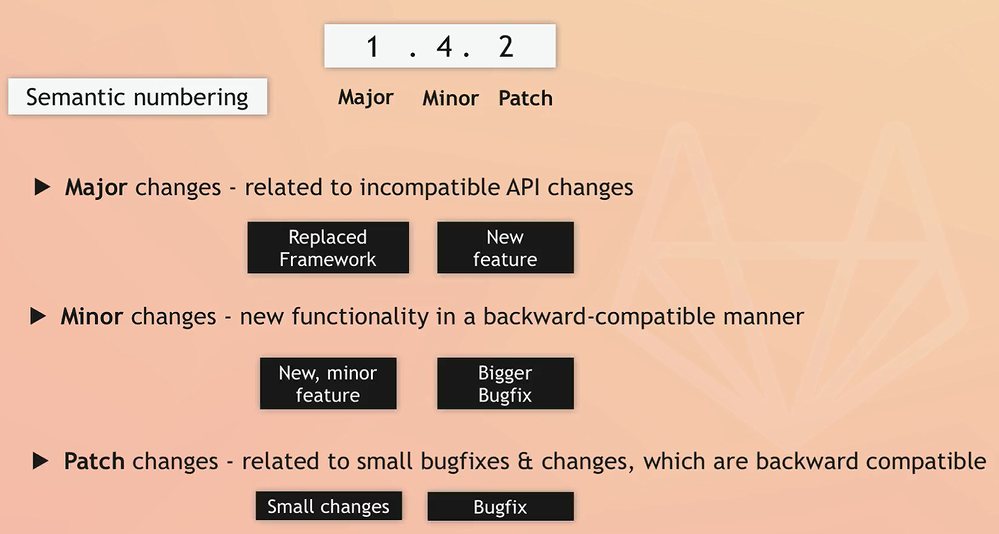 1 . 4 . 2
Semantic numbering
Major Minor Patch
▶ Major changes - related to incompatible API changes
Replaced
Framework
New
feature
▶ Minor changes - new functionality in a backward-compatible manner
New, minor
feature
Bigger
Bugfix
▶ Patch changes - related to small bugfixes & changes, which are backward compatible
Small changes
Bugfix